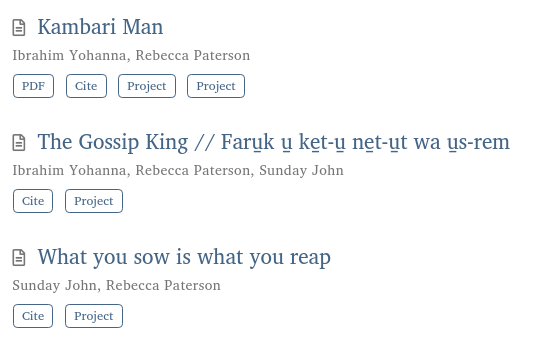 Kambari Man
Ibrahim Yohanna, Rebecca Paterson
PDF Cite Project Project
The Gossip King // Faru̱k u̱ ke̱t-u̱ ne̱t-u̱t wa u̱s-rem
Ibrahim Yohanna, Rebecca Paterson, Sunday John
Cite Project
What you sow is what you reap
Sunday John, Rebecca Paterson
Cite Project